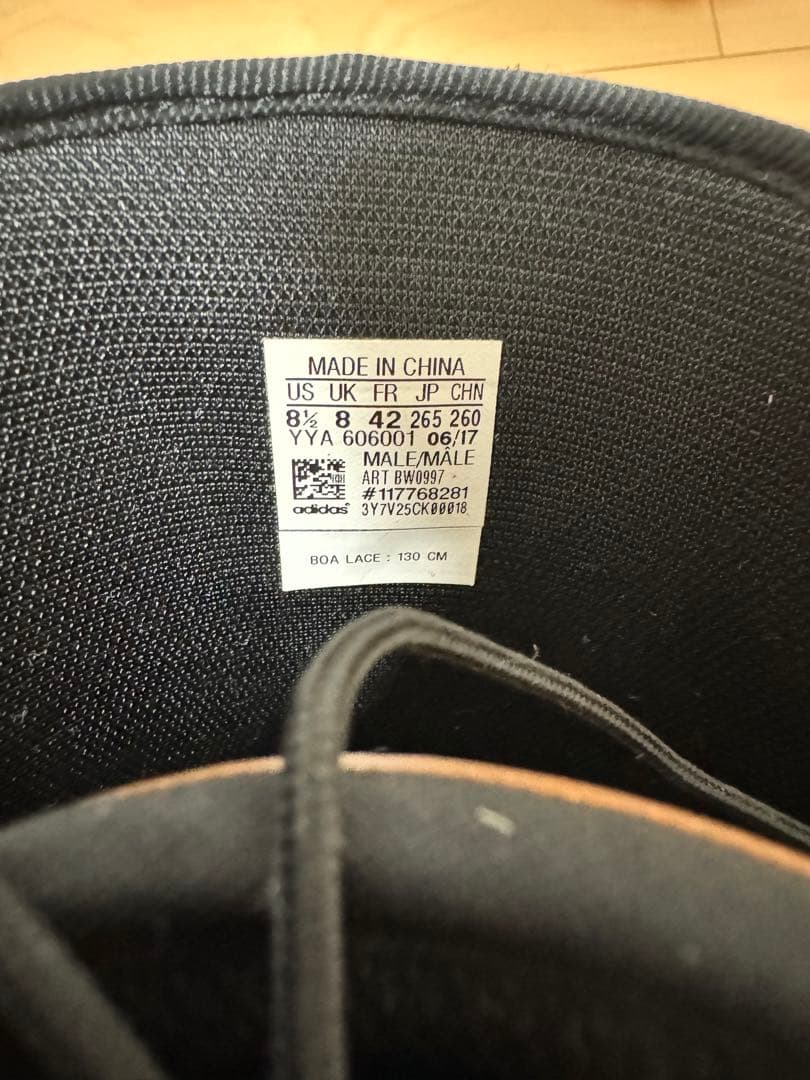 MADE IN CHINA
US UK FR JP CHN
8½ 8 42 265 260
YYA 606001 06/17
MALE/MÂLE
ART BW0997
#117768281
adidas 3Y7V25CK00018
BOA LACE : 130 CM